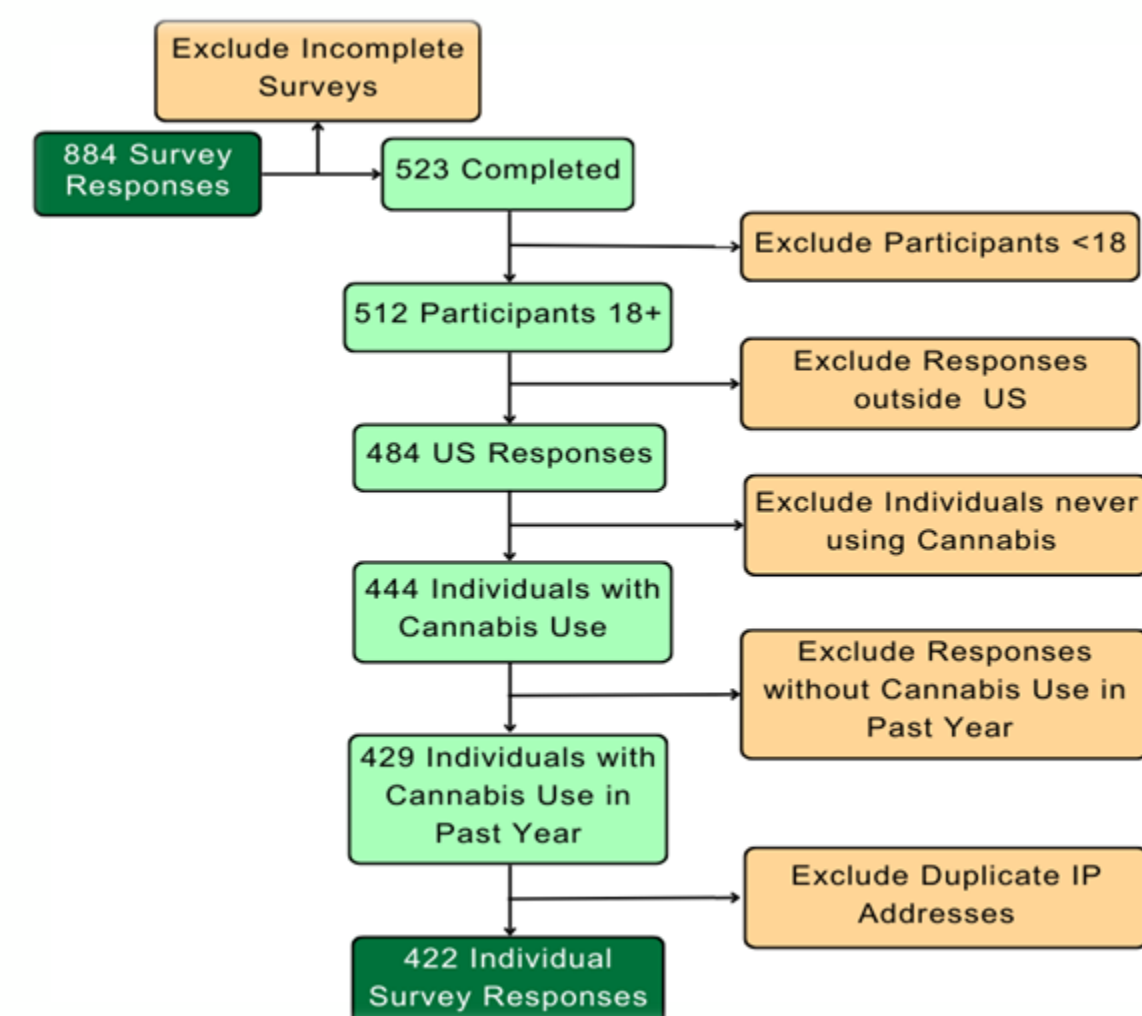 Exclude Incomplete
Surveys
884 Survey
Responses
523 Completed
Exclude Participants <18
512 Participants 18+
Exclude Responses
outside US
484 US Responses
Exclude Individuals never
using Cannabis
444 Individuals with
Cannabis Use
Exclude Responses
without Cannabis Use in
Past Year
429 Individuals with
Cannabis Use in
Past Year
Exclude Duplicate IP
Addresses
422 Individual
Survey Responses